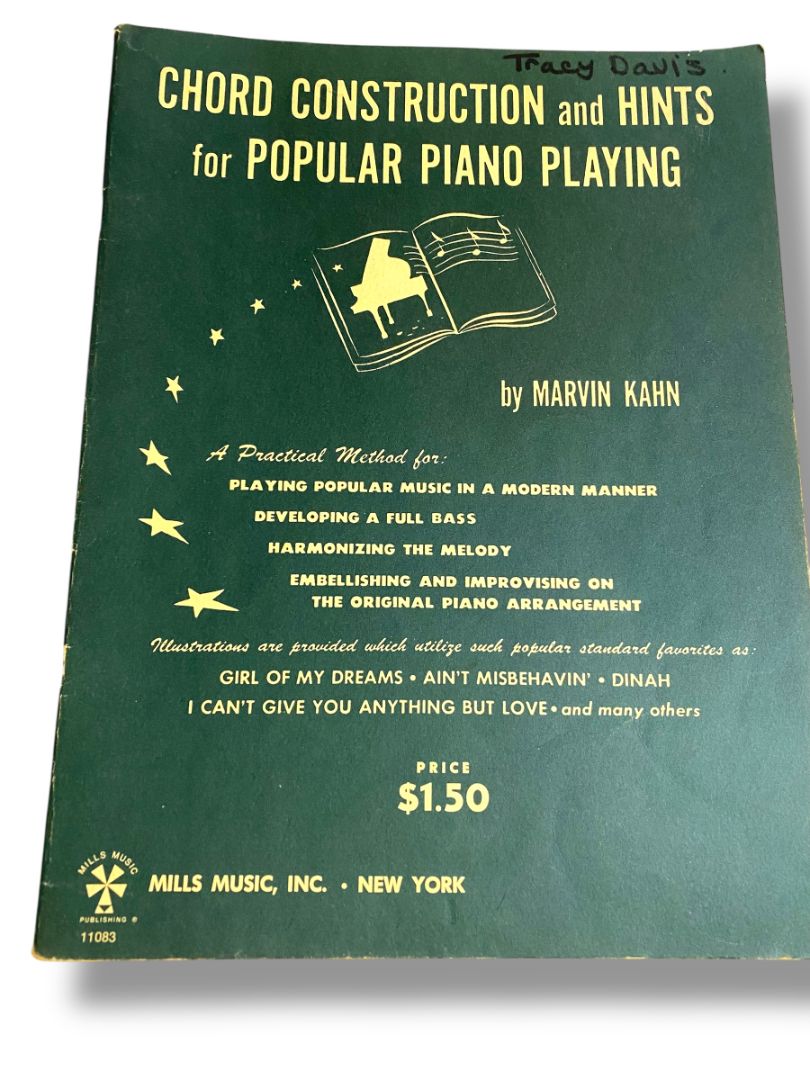 Tracy Davis.
CHORD CONSTRUCTION and HINTS
for POPULAR PIANO PLAYING
by MARVIN KAHN
A Practical Method for:
PLAYING POPULAR MUSIC IN A MODERN MANNER
DEVELOPING A FULL BASS
HARMONIZING THE MELODY
EMBELLISHING AND IMPROVISING ON
THE ORIGINAL PIANO ARRANGEMENT
Illustrations are provided which utilize such popular standard favorites as:
GIRL OF MY DREAMS • AIN'T MISBEHAVIN' • DINAH
I CAN'T GIVE YOU ANYTHING BUT LOVE • and many others
PRICE
$1.50
MILLS MUSIC
PUBLISHING ®
11083
MILLS MUSIC, INC. • NEW YORK